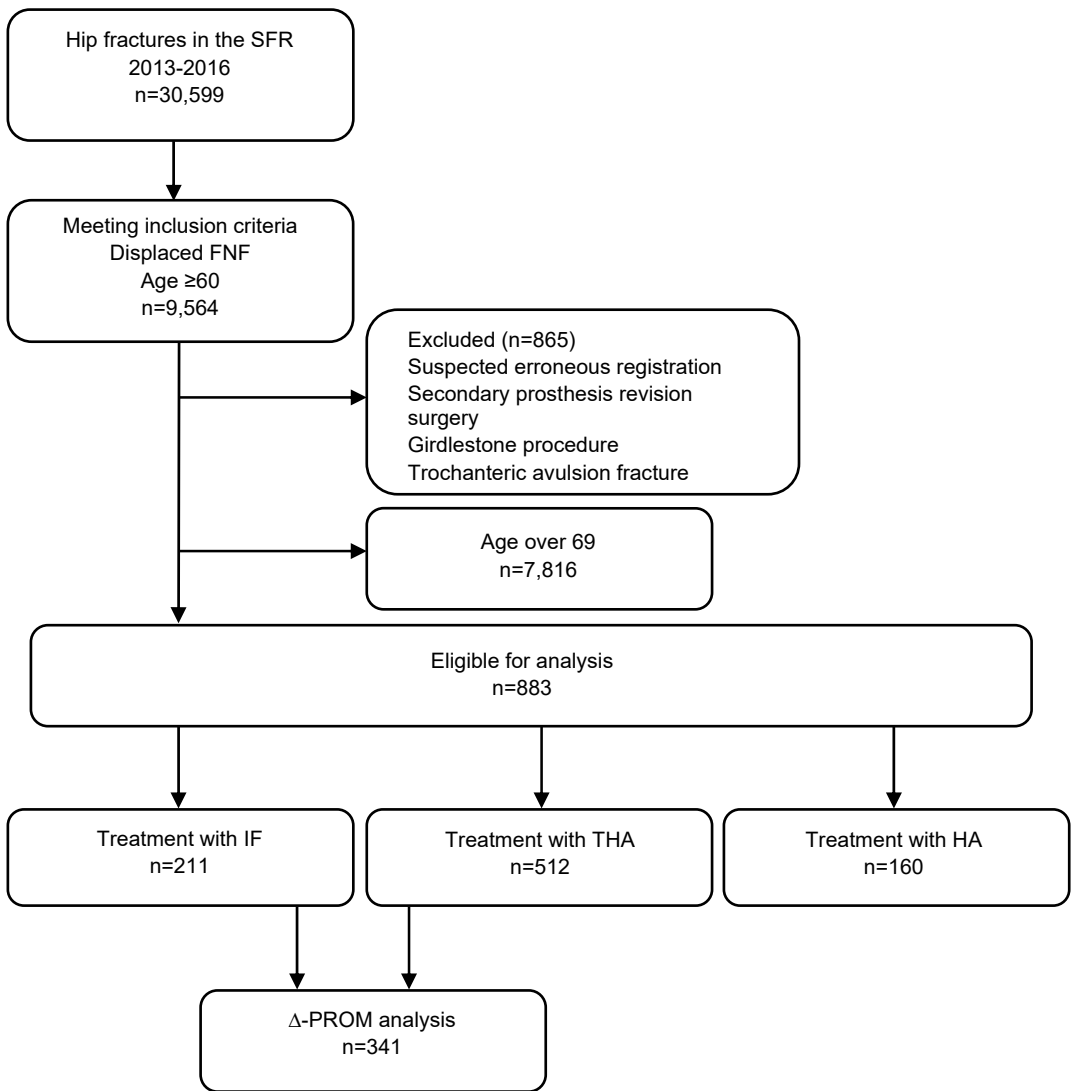 Hip fractures in the SFR
2013-2016
n=30,599
Meeting inclusion criteria
Displaced FNF
Age ≥60
n=9,564
Excluded (n=865)
Suspected erroneous registration
Secondary prosthesis revision
surgery
Girdlestone procedure
Trochanteric avulsion fracture
Age over 69
n=7,816
Eligible for analysis
n=883
Treatment with IF
n=211
Treatment with THA
n=512
Treatment with HA
n=160
Δ-PROM analysis
n=341